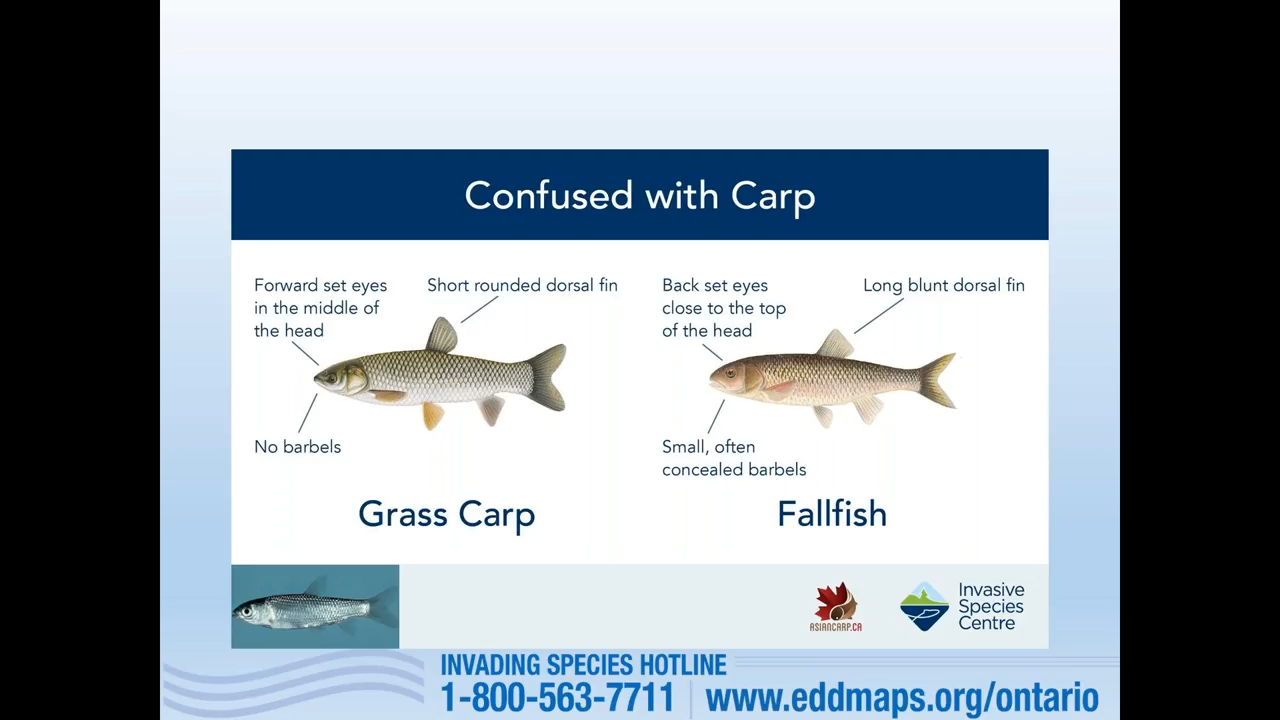 Confused with Carp
Forward set eyes
in the middle of
the head
Short rounded dorsal fin
No barbels
Grass Carp
Back set eyes
close to the top
of the head
Long blunt dorsal fin
Small, often
concealed barbels
Fallfish
ASIANCARP.CA
Invasive
Species
Centre
INVADING SPECIES HOTLINE
1-800-563-7711
www.eddmaps.org/ontario